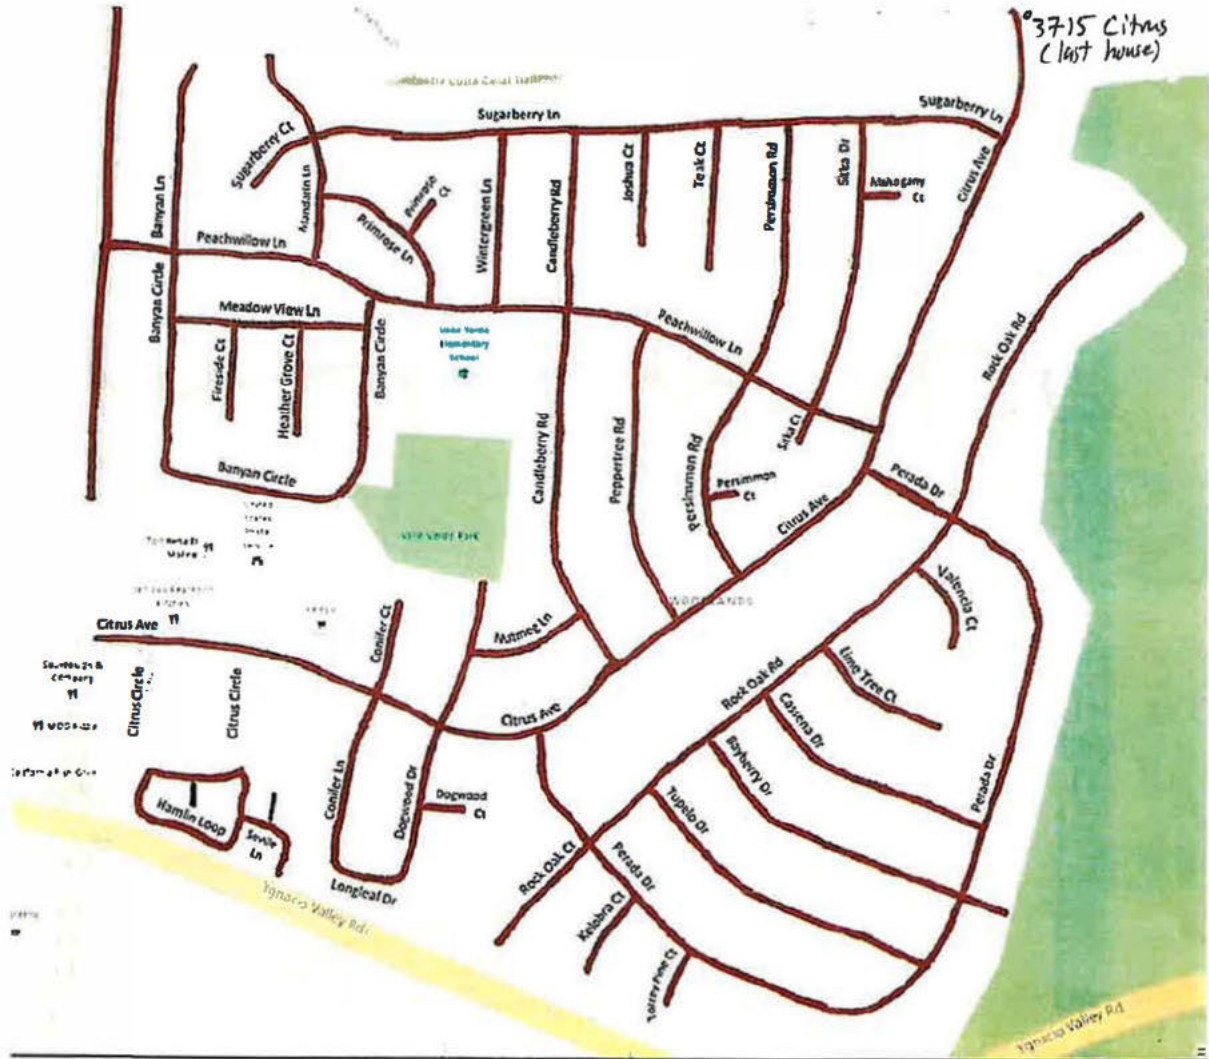 3715 Citrus
(last house)
Sugarberry Ln
Sugarberry Ln
Sugarberry Ct
Banyan Ln
Mandarin Ln
Primrose
Ct
Primrose Ln
Wintergreen Ln
Candleberry Rd
Joshua Ct
Teak Ct
Persimmon Rd
Sitka Dr
Mahogany
Ct
Citrus Ave
Peachwillow Ln
Banyan Circle
Meadow View Ln
Fireside Ct
Heather Grove Ct
Banyan Circle
Banyan Circle
Elementary
School
Peachwillow Ln
Rock Oak Rd
Candleberry Rd
Peppertree Rd
Persimmon Rd
Persimmon
Ct
Sitka Ct
Citrus Ave
Perada Dr
Valencia Ct
WOODLANDS
Citrus Ave
Conifer Ct
Nutmeg Ln
Citrus Circle
Citrus Circle
Citrus Ave
Rock Oak Rd
Lime Tree Ct
Cassena Dr
Bayberry Dr
Tupelo Dr
Perada Dr
Hamlin Loop
Seville
Ln
Conifer Ln
Dogwood Dr
Dogwood
Ct
Longleaf Dr
Ygnacio Valley Rd
Rock Oak Ct
Perada Dr
Kelobra Ct
Torrey Pine Ct
Ygnacio Valley Rd